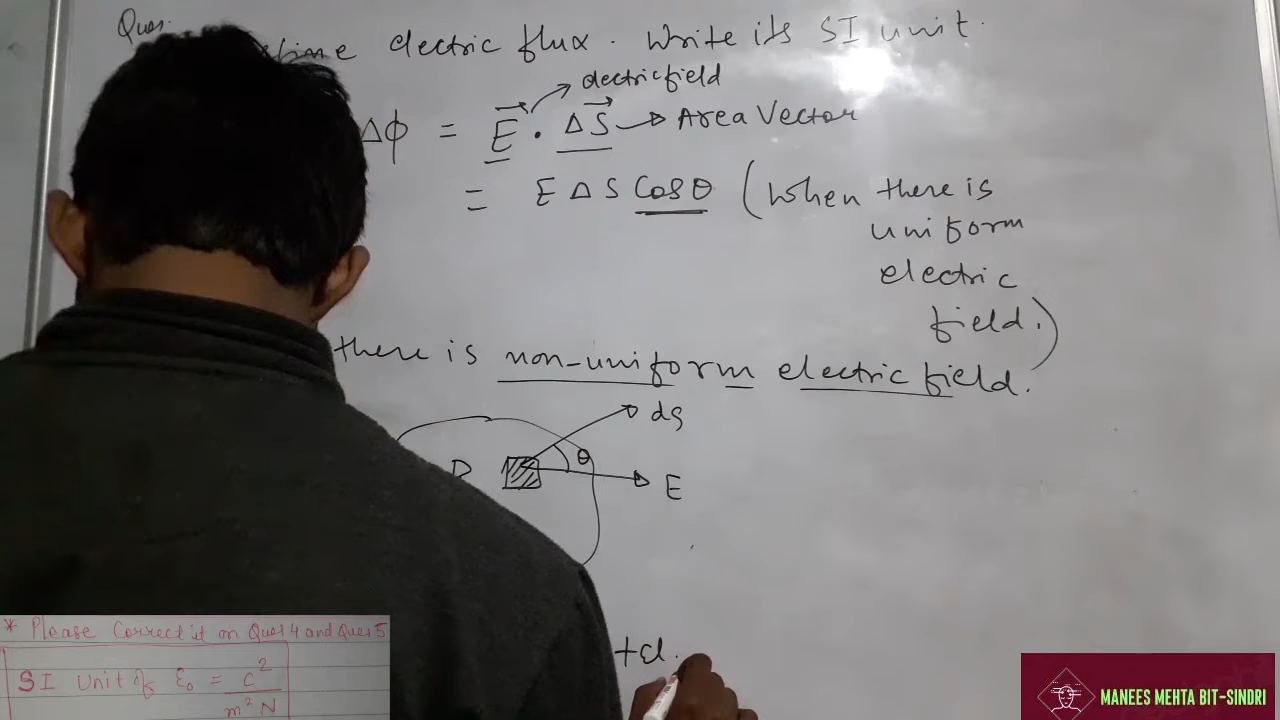 Ques.
electric flux. Write its SI unit.
electric field
Δφ = E⃗ . ΔS⃗ → Area Vector
= E Δ S Cosθ (When there is
uniform
electric
field.)
there is non-uniform electric field.
dS
θ
P
E
* Please Correct it on Ques 4 and Ques 5
SI Unit of ε₀ = C² / m² N
MANEES MEHTA BIT-SINDRI